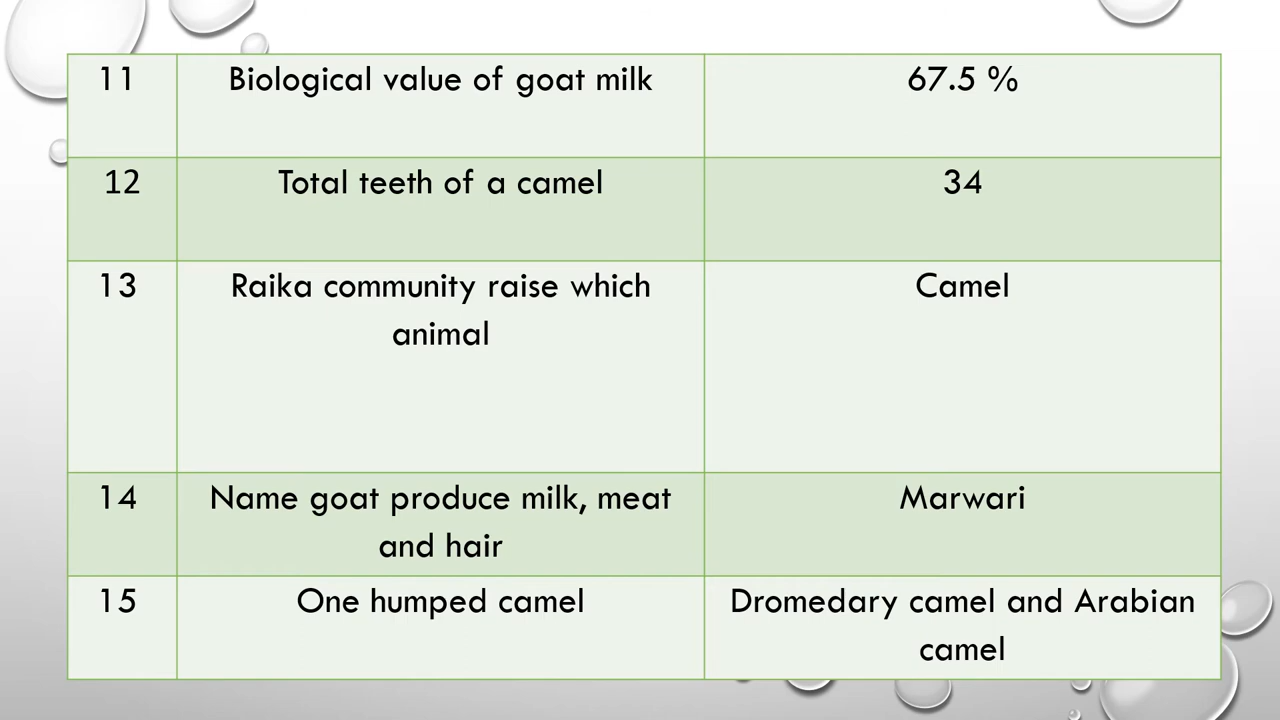 11 Biological value of goat milk 67.5 %
12 Total teeth of a camel 34
13 Raika community raise which Camel
animal
14 Name goat produce milk, meat Marwari
and hair
15 One humped camel Dromedary camel and Arabian
camel